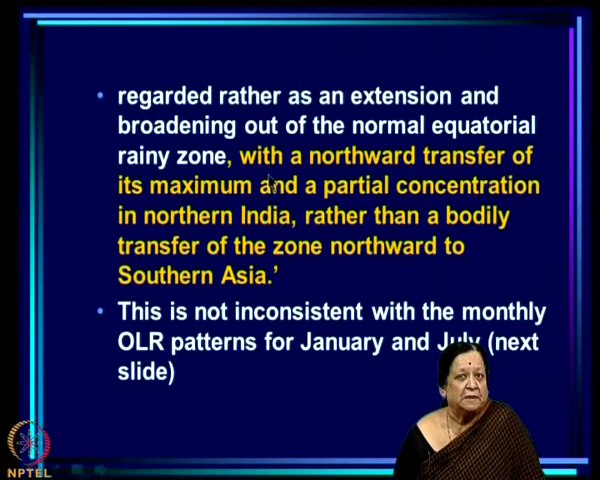 • regarded rather as an extension and
broadening out of the normal equatorial
rainy zone, with a northward transfer of
its maximum and a partial concentration
in northern India, rather than a bodily
transfer of the zone northward to
Southern Asia.’
• This is not inconsistent with the monthly
OLR patterns for January and July (next
slide)
NPTEL